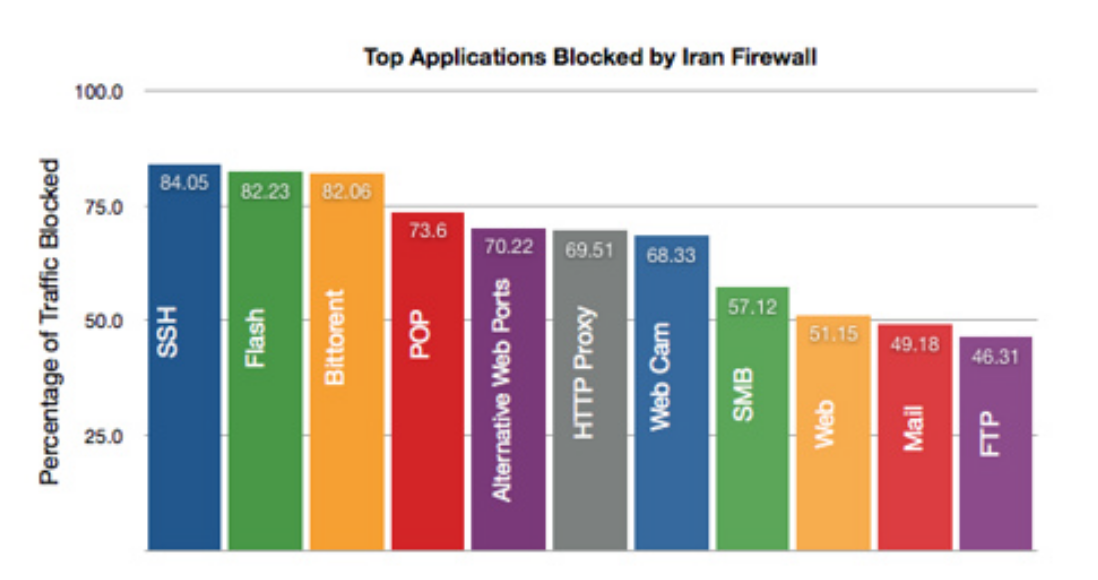 Top Applications Blocked by Iran Firewall
Percentage of Traffic Blocked
100.0
75.0
50.0
25.0
84.05
SSH
82.23
Flash
82.06
Bittorent
73.6
POP
70.22
Alternative Web Ports
69.51
HTTP Proxy
68.33
Web Cam
57.12
SMB
51.15
Web
49.18
Mail
46.31
FTP